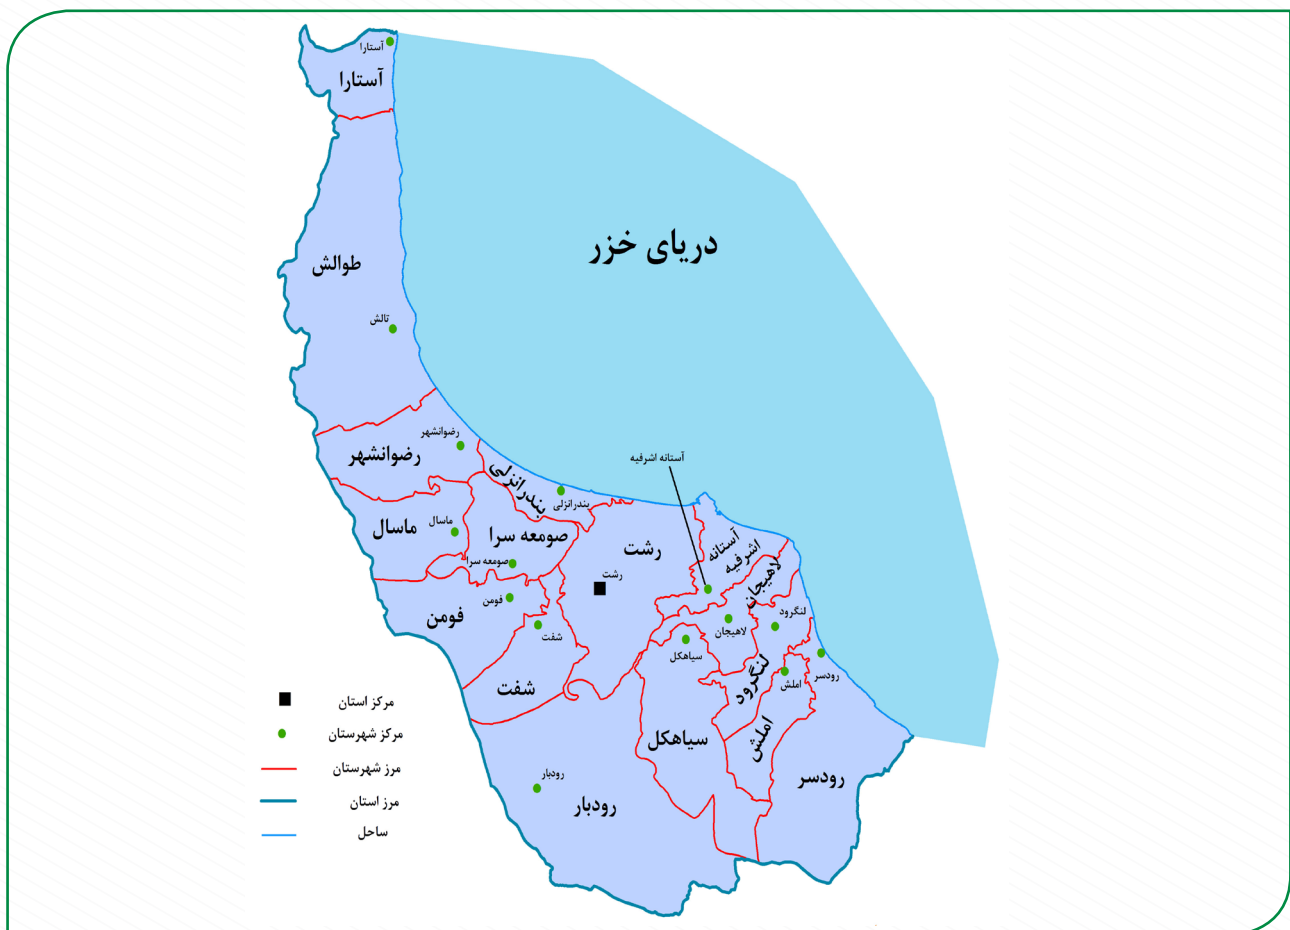 آستارا
آستارا
دریای خزر
طوالش
تالش
رضوانشهر
رضوانشهر
بندرانزلی
بندرانزلی
آستانه اشرفیه
ماسال
ماسال
صومعه سرا
صومعه سرا
رشت
رشت
آستانه
اشرفیه
لاهیجان
لاهیجان
فومن
فومن
شفت
شفت
لنگرود
لنگرود
سیاهکل
سیاهکل
املش
املش
رودسر
رودسر
رودبار
رودبار
مرکز استان
مرکز شهرستان
مرز شهرستان
مرز استان
ساحل